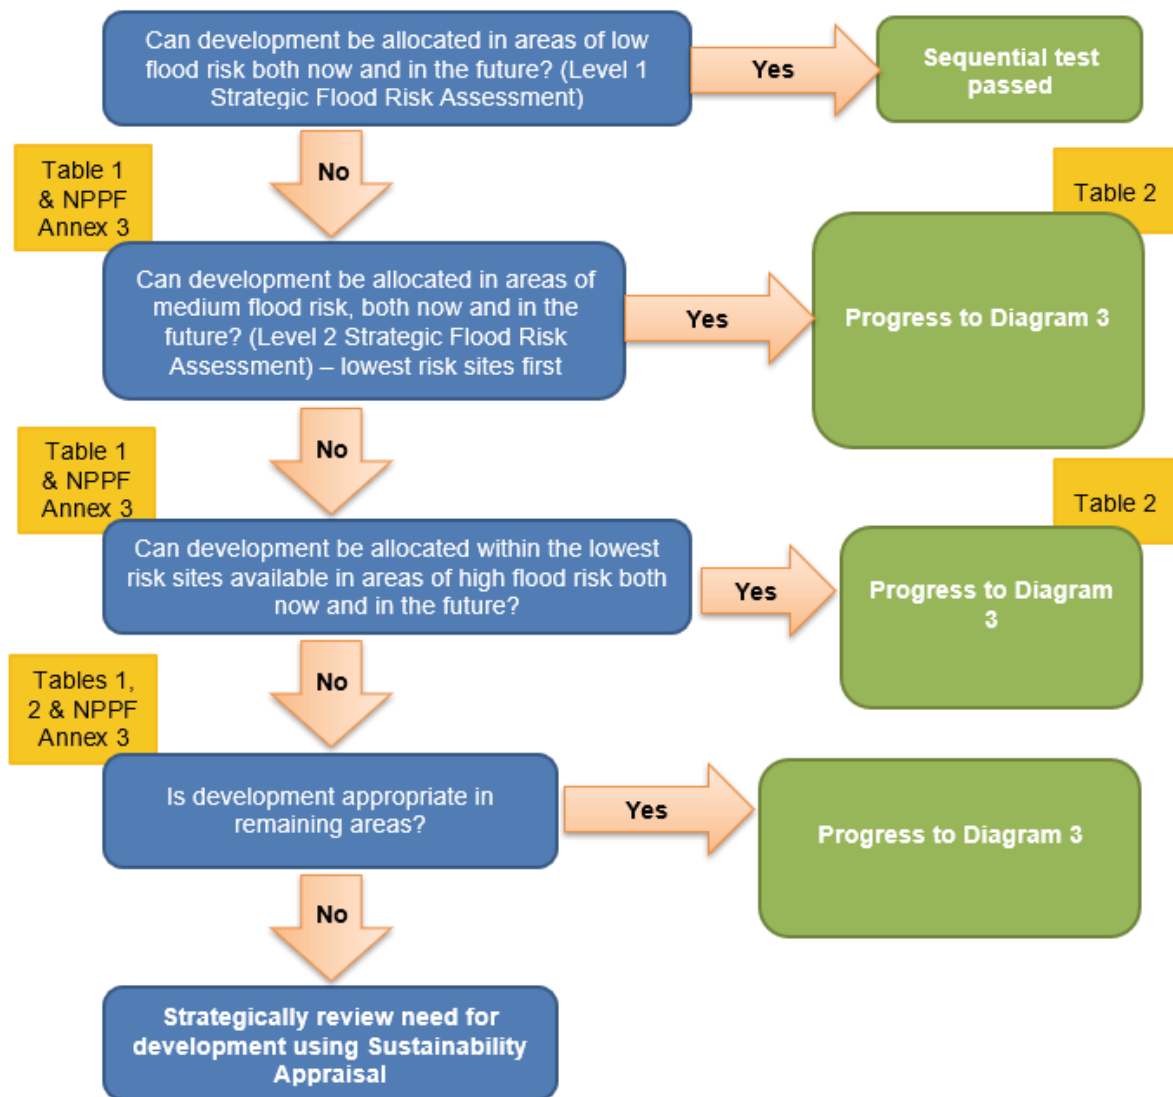 Can development be allocated in areas of low
flood risk both now and in the future? (Level 1
Strategic Flood Risk Assessment)
Yes
Sequential test
passed
No
Table 1
& NPPF
Annex 3
Table 2
Can development be allocated in areas of
medium flood risk, both now and in the
future? (Level 2 Strategic Flood Risk
Assessment) – lowest risk sites first
Yes
Progress to Diagram 3
No
Table 1
& NPPF
Annex 3
Table 2
Can development be allocated within the lowest
risk sites available in areas of high flood risk both
now and in the future?
Yes
Progress to Diagram
3
No
Tables 1,
2 & NPPF
Annex 3
Is development appropriate in
remaining areas?
Yes
Progress to Diagram 3
No
Strategically review need for
development using Sustainability
Appraisal